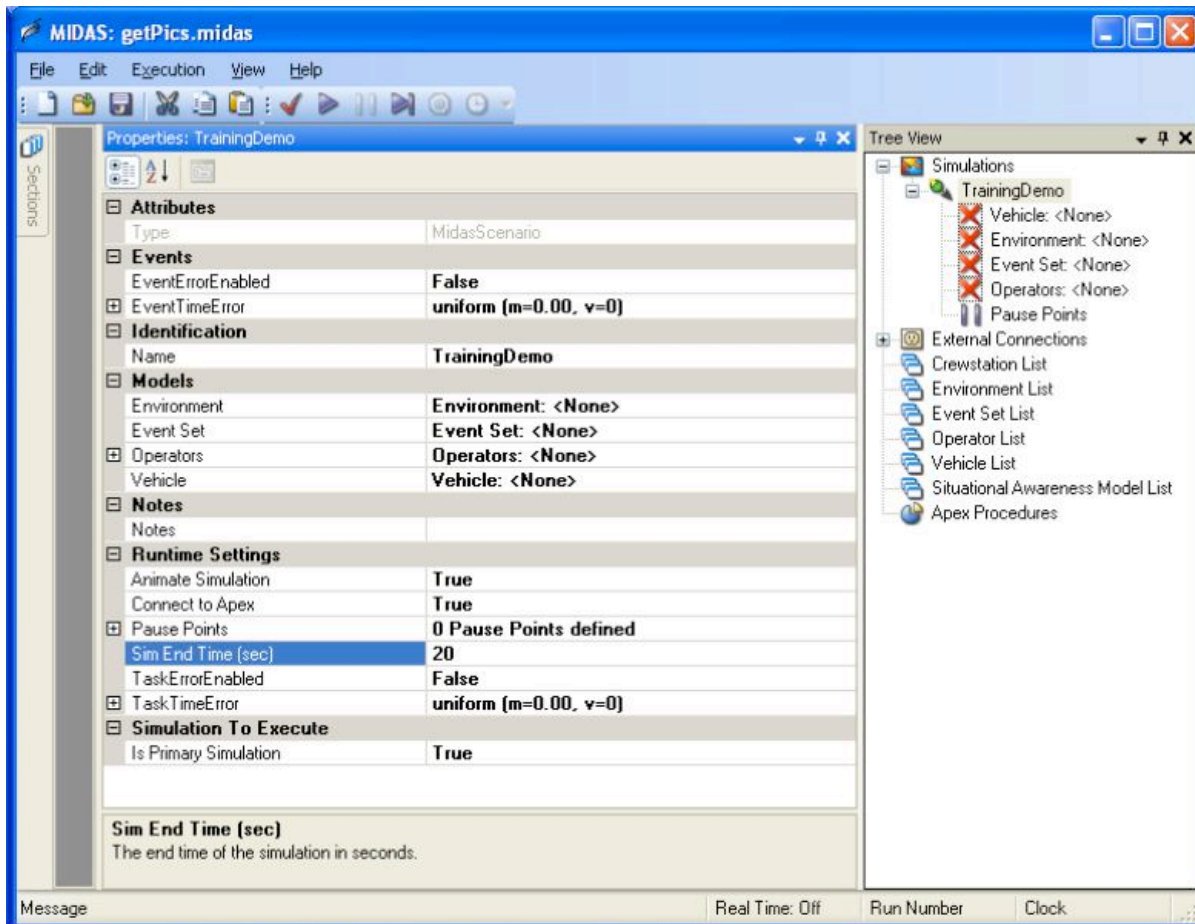 MIDAS: getPics.midas
File Edit Execution View Help
Sections
Properties: TrainingDemo
Attributes
Type MidasScenario
Events
EventErrorEnabled False
EventTimeError uniform (m=0.00, v=0)
Identification
Name TrainingDemo
Models
Environment Environment: <None>
Event Set Event Set: <None>
Operators Operators: <None>
Vehicle Vehicle: <None>
Notes
Notes
Runtime Settings
Animate Simulation True
Connect to Apex True
Pause Points 0 Pause Points defined
Sim End Time (sec) 20
TaskErrorEnabled False
TaskTimeError uniform (m=0.00, v=0)
Simulation To Execute
Is Primary Simulation True
Sim End Time (sec)
The end time of the simulation in seconds.
Tree View
Simulations
TrainingDemo
Vehicle: <None>
Environment: <None>
Event Set: <None>
Operators: <None>
Pause Points
External Connections
Crewstation List
Environment List
Event Set List
Operator List
Vehicle List
Situational Awareness Model List
Apex Procedures
Message Real Time: Off Run Number Clock